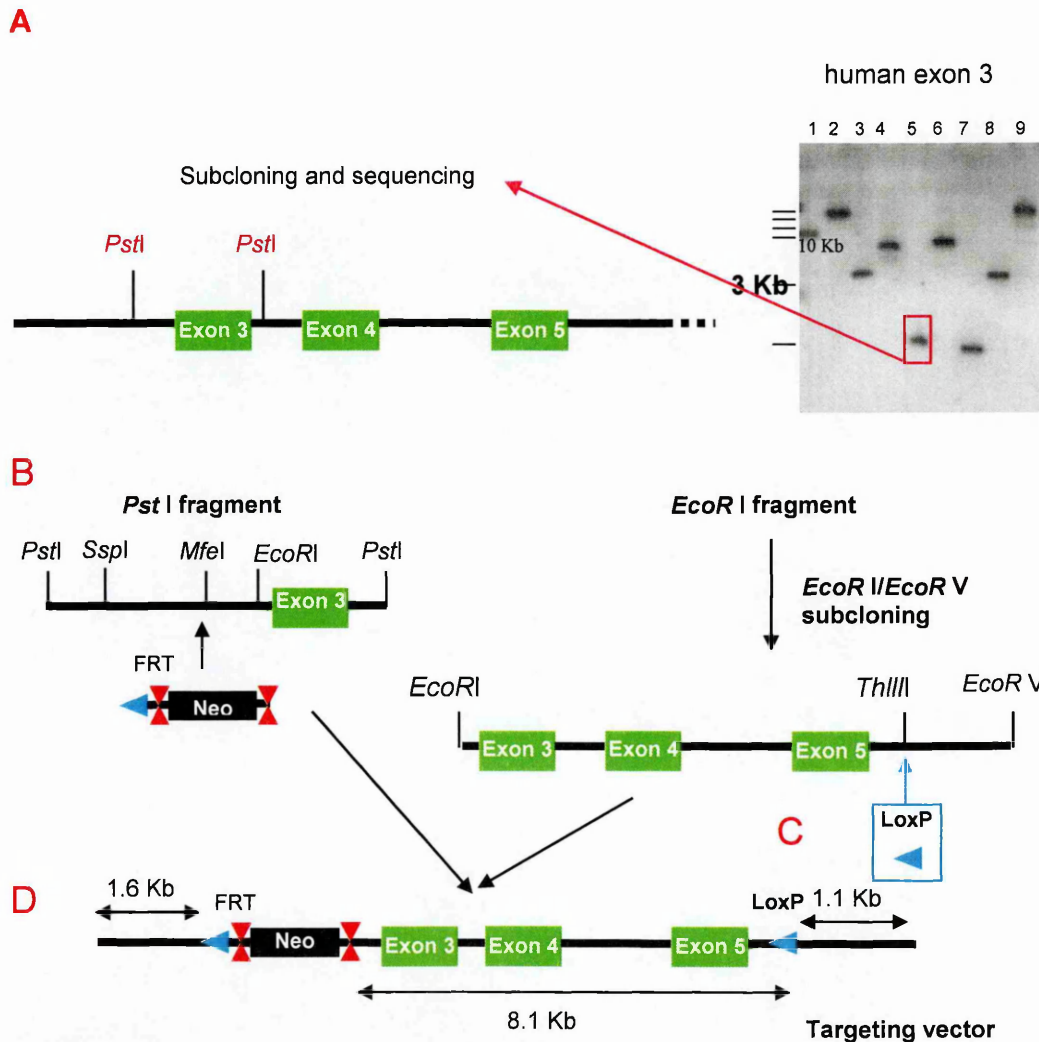 A
human exon 3
1 2 3 4 5 6 7 8 9
Subcloning and sequencing
PstI PstI
10 Kb
3 Kb
Exon 3 Exon 4 Exon 5
B
Pst I fragment EcoR I fragment
PstI SspI MfeI EcoRI PstI
Exon 3
EcoR I/EcoR V
subcloning
FRT
Neo
EcoRI ThIIII EcoR V
Exon 3 Exon 4 Exon 5
C
LoxP
D
1.6 Kb FRT LoxP 1.1 Kb
Neo Exon 3 Exon 4 Exon 5
8.1 Kb
Targeting vector